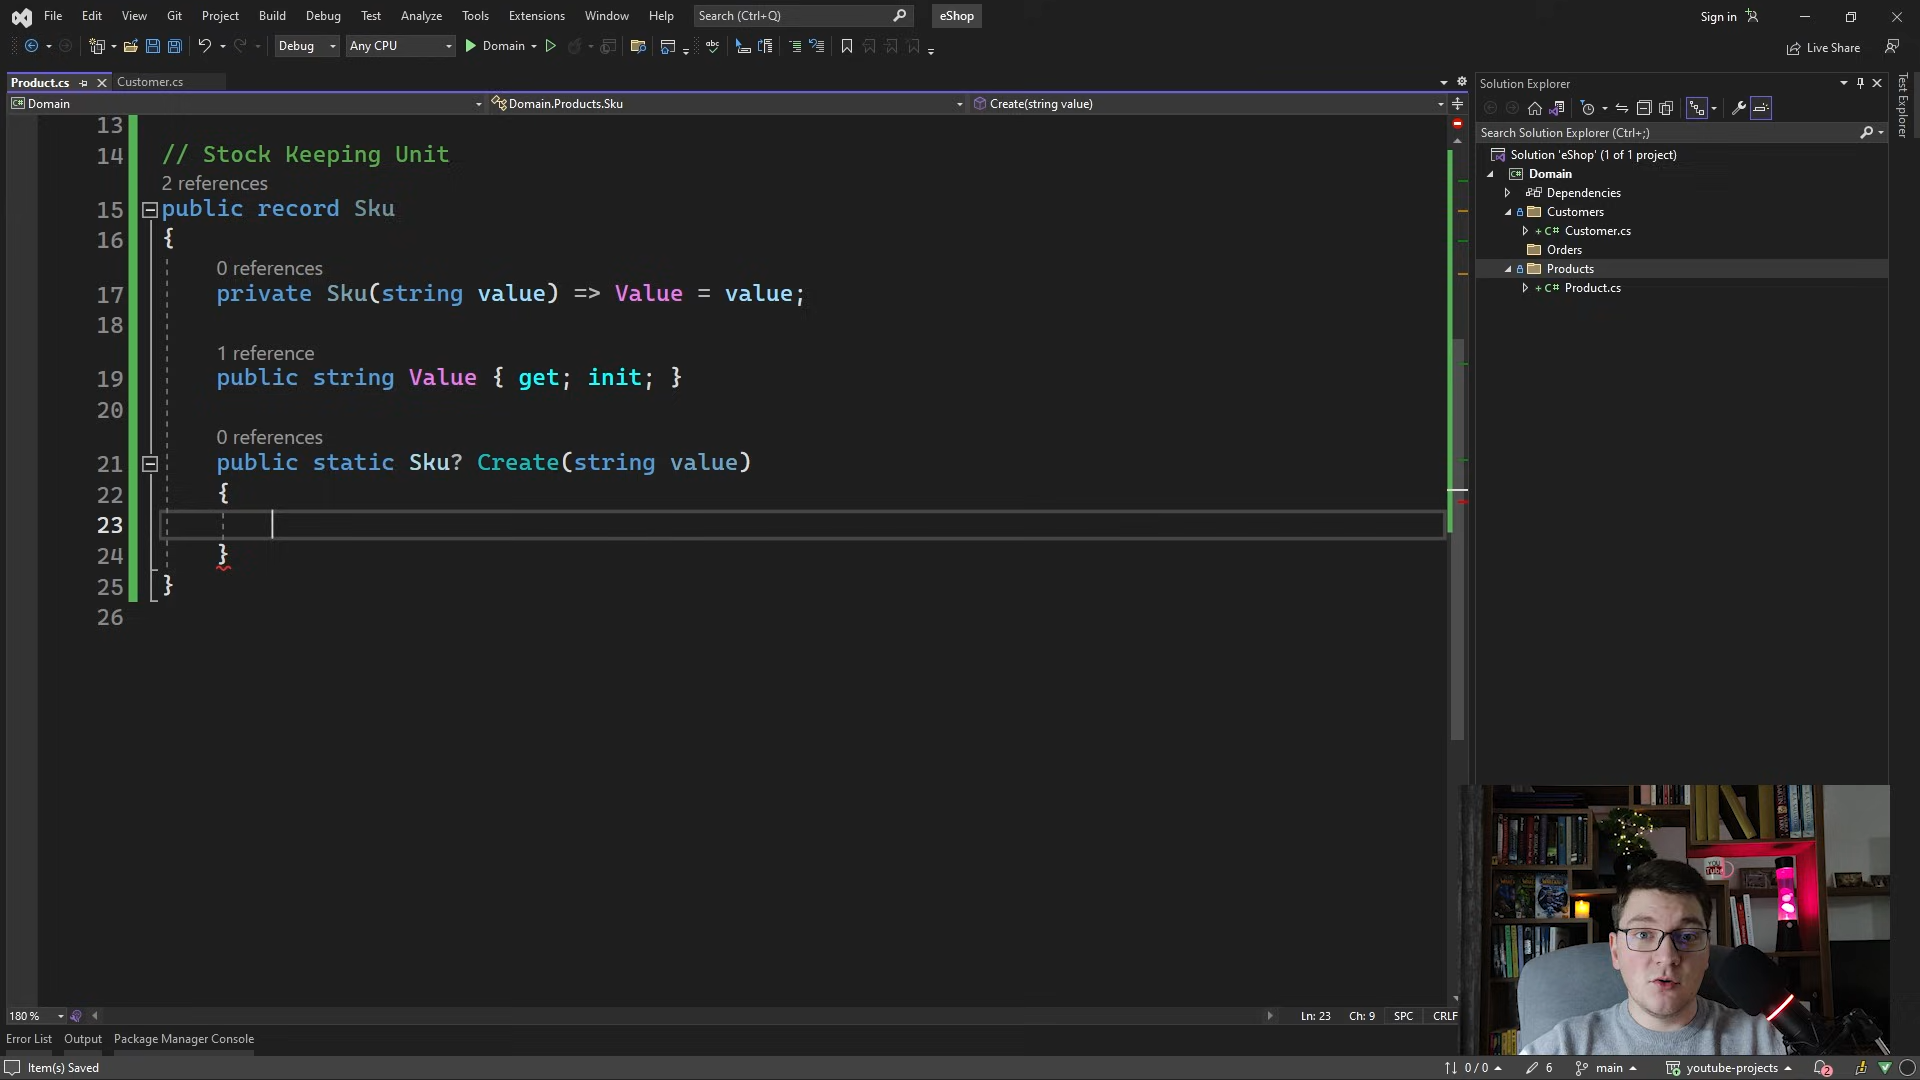 File Edit View Git Project Build Debug Test Analyze Tools Extensions Window Help Search (Ctrl+Q) eShop Sign in
Debug Any CPU Domain Live Share
Product.cs Customer.cs
Domain Domain.Products.Sku Create(string value)
13
14 // Stock Keeping Unit
2 references
15 public record Sku
16 {
0 references
17 private Sku(string value) => Value = value;
18
1 reference
19 public string Value { get; init; }
20
0 references
21 public static Sku? Create(string value)
22 {
23
24 }
25 }
26
180 % Ln: 23 Ch: 9 SPC CRLF
Error List Output Package Manager Console
Item(s) Saved 0 / 0 6 main youtube-projects 2
Solution Explorer
Search Solution Explorer (Ctrl+;)
Solution 'eShop' (1 of 1 project)
C# Domain
Dependencies
Customers
+ C# Customer.cs
Orders
Products
+ C# Product.cs
Test Explorer
You
Tube